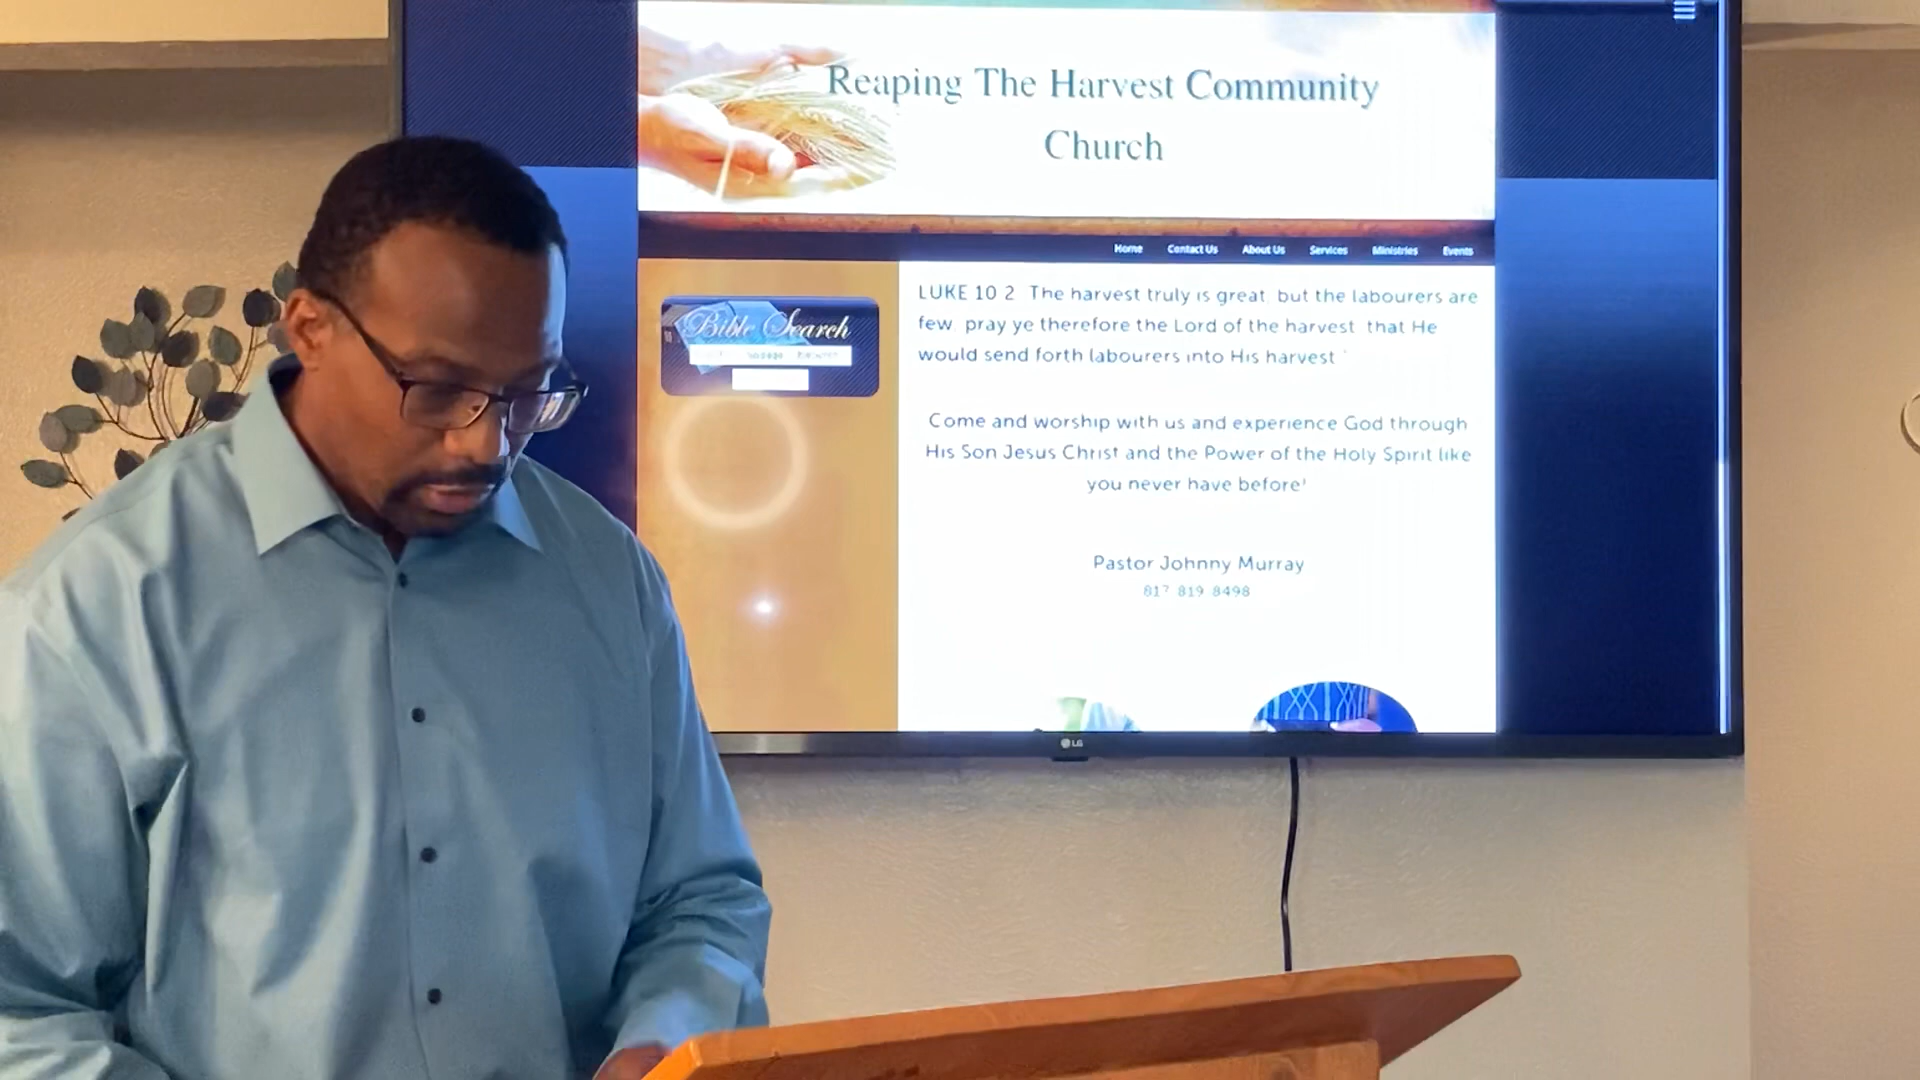 Reaping The Harvest Community
Church
Home Contact Us About Us Services Ministries Events
Bible Search
LUKE 10 2 The harvest truly is great but the labourers are
few pray ye therefore the Lord of the harvest that He
would send forth labourers into His harvest
Come and worship with us and experience God through
His Son Jesus Christ and the Power of the Holy Spirit like
you never have before!
Pastor Johnny Murray
817 819 8498
LG